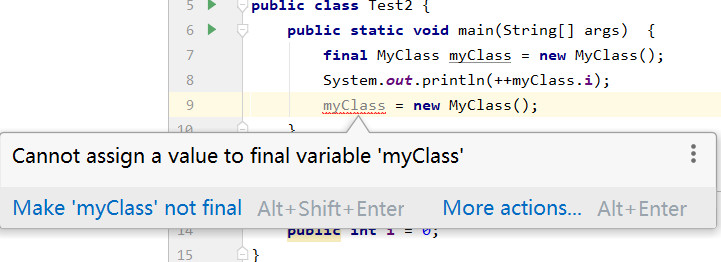 5 public class Test2 {
6 public static void main(String[] args) {
7 final MyClass myClass = new MyClass();
8 System.out.println(++myClass.i);
9 myClass = new MyClass();
10 }
Cannot assign a value to final variable 'myClass'
Make 'myClass' not final Alt+Shift+Enter More actions... Alt+Enter
14 public int i = 0;
15 }